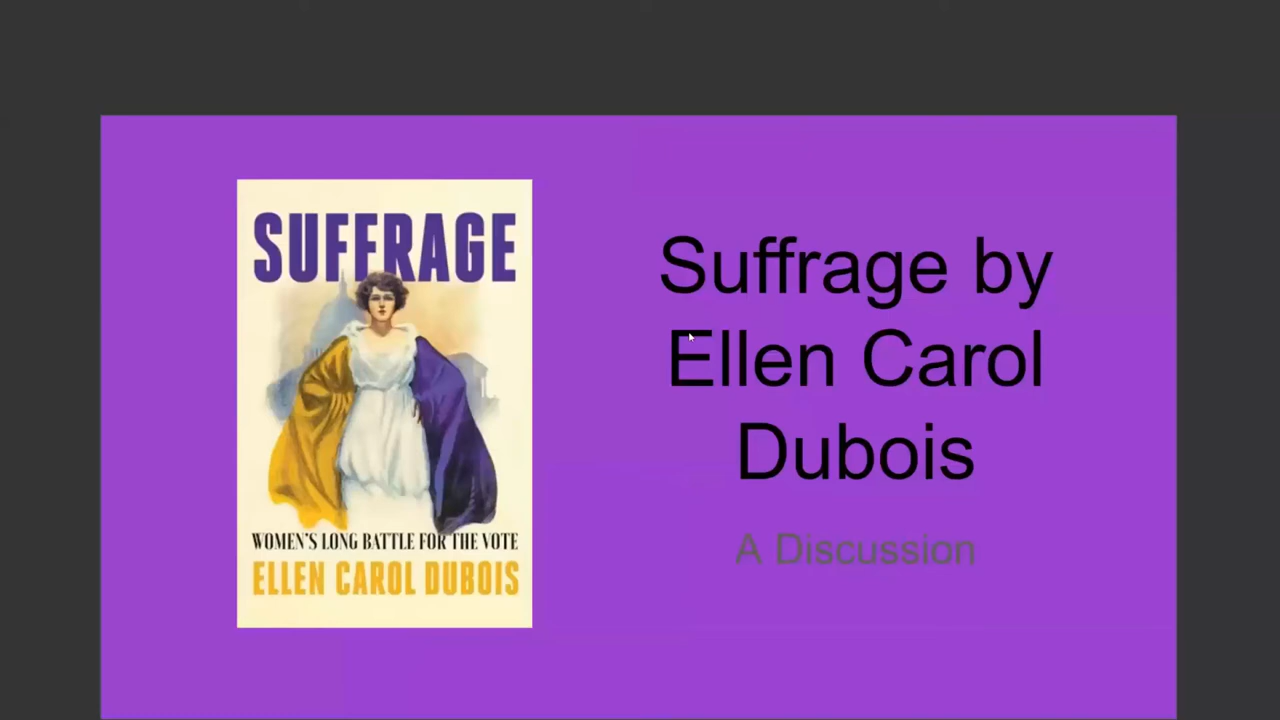 SUFFRAGE
WOMEN'S LONG BATTLE FOR THE VOTE
ELLEN CAROL DUBOIS
Suffrage by
Ellen Carol
Dubois
A Discussion